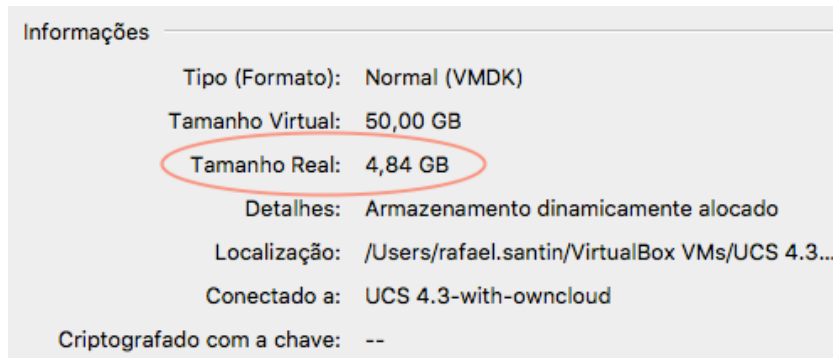 Informações
Tipo (Formato): Normal (VMDK)
Tamanho Virtual: 50,00 GB
Tamanho Real: 4,84 GB
Detalhes: Armazenamento dinamicamente alocado
Localização: /Users/rafael.santin/VirtualBox VMs/UCS 4.3...
Conectado a: UCS 4.3-with-owncloud
Criptografado com a chave: --